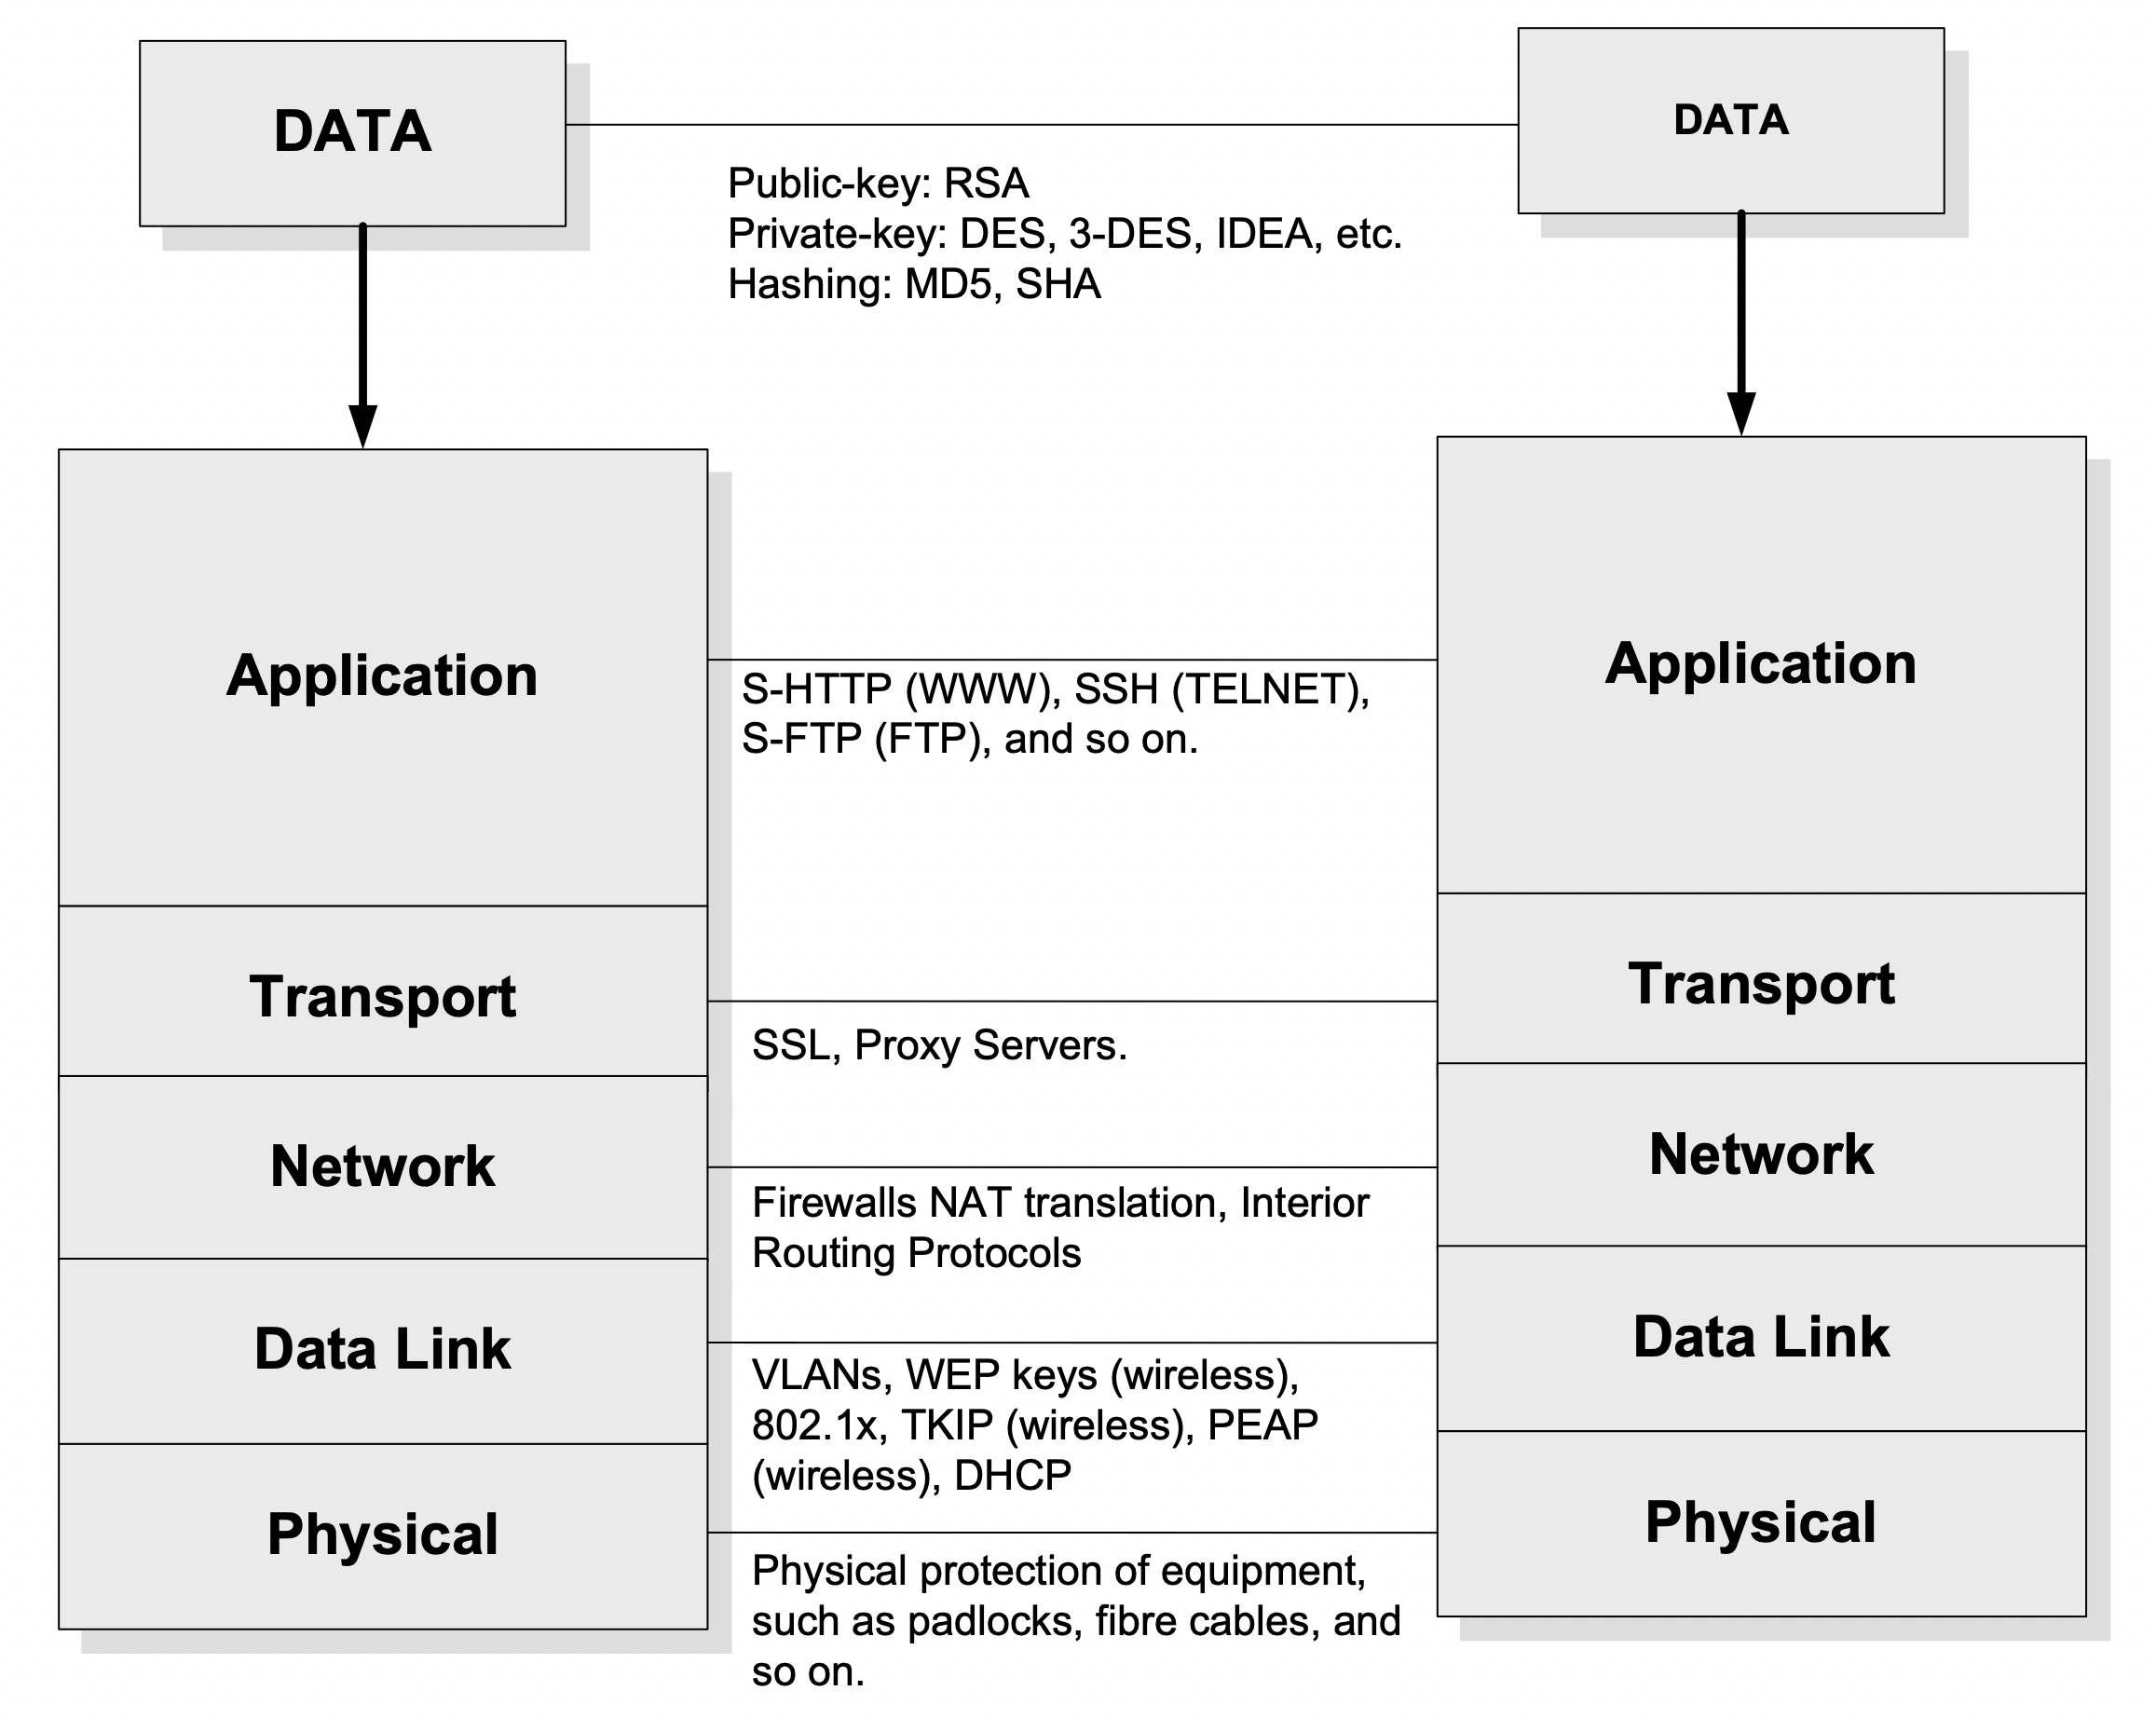 DATA
DATA
Public-key: RSA
Private-key: DES, 3-DES, IDEA, etc.
Hashing: MD5, SHA
Application
Application
S-HTTP (WWW), SSH (TELNET),
S-FTP (FTP), and so on.
Transport
Transport
SSL, Proxy Servers.
Network
Network
Firewalls NAT translation, Interior
Routing Protocols
Data Link
Data Link
VLANs, WEP keys (wireless),
802.1x, TKIP (wireless), PEAP
(wireless), DHCP
Physical
Physical
Physical protection of equipment,
such as padlocks, fibre cables, and
so on.